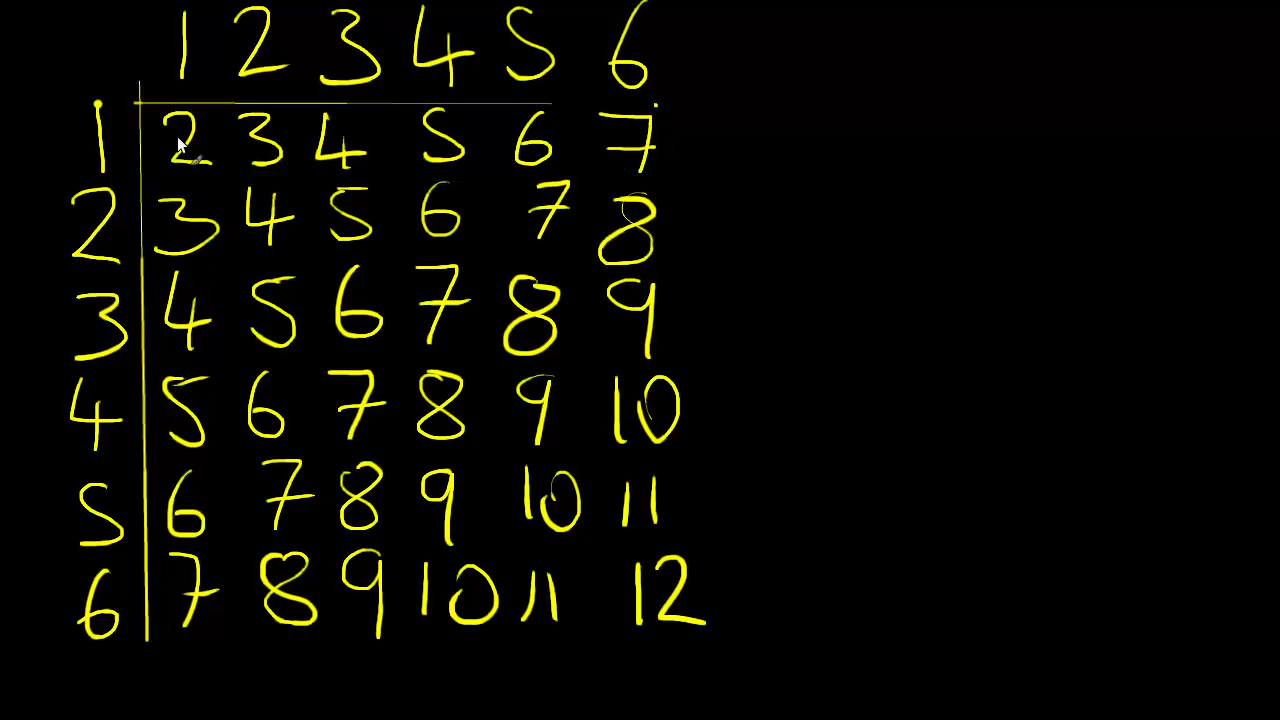 1 2 3 4 5 6
1 2 3 4 5 6 7
2 3 4 5 6 7 8
3 4 5 6 7 8 9
4 5 6 7 8 9 10
5 6 7 8 9 10 11
6 7 8 9 10 11 12